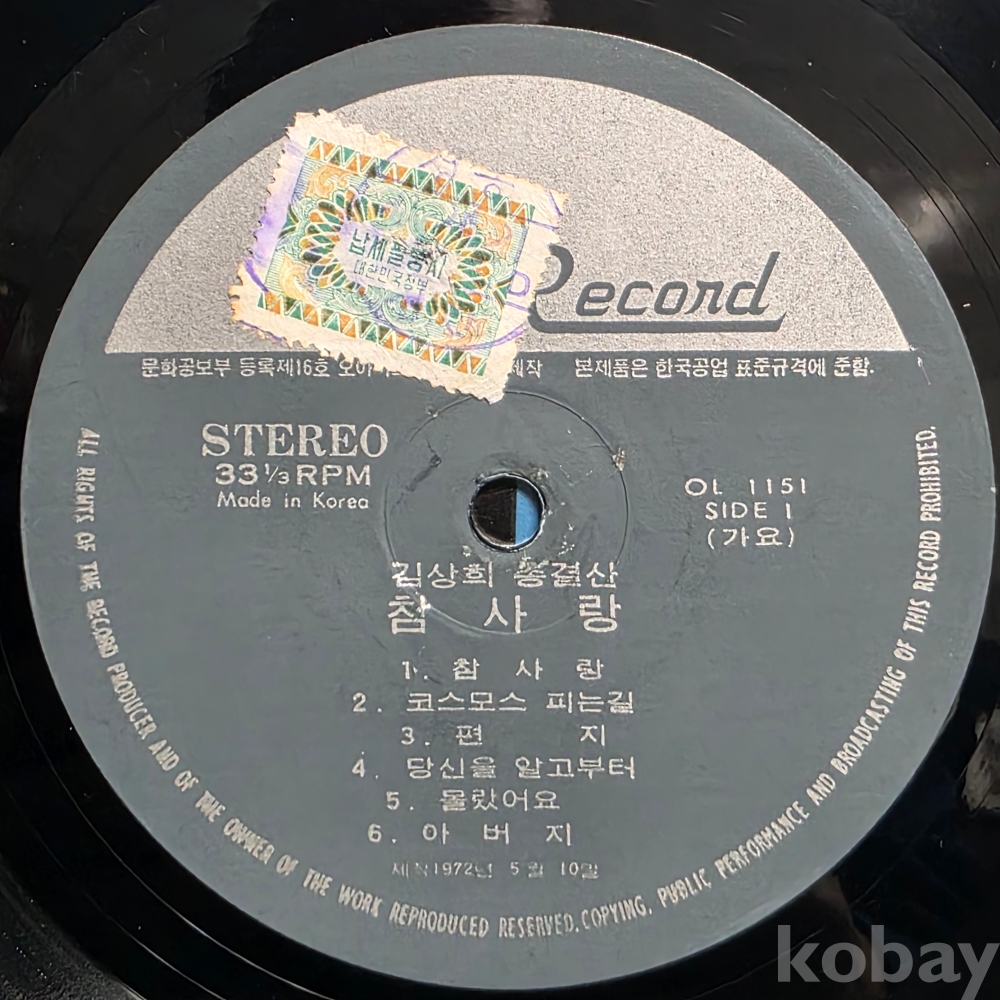 납세필증지
대한민국정부
Record
문화공보부 등록제16호 오아 제작 본제품은 한국공업 표준규격에 준함.
STEREO
33 1/3 RPM
Made in Korea
OL 1151
SIDE 1
(가요)
김상희 총결산
참 사 랑
1. 참 사 랑
2. 코스모스 피는길
3. 편 지
4. 당신을 알고부터
5. 몰랐어요
6. 아 버 지
제작1972년 5월 10일
ALL RIGHTS OF THE RECORD PRODUCER AND OF THE OWNER OF THE WORK REPRODUCED RESERVED. COPYING, PUBLIC PERFORMANCE AND BROADCASTING OF THIS RECORD PROHIBITED.
kobay